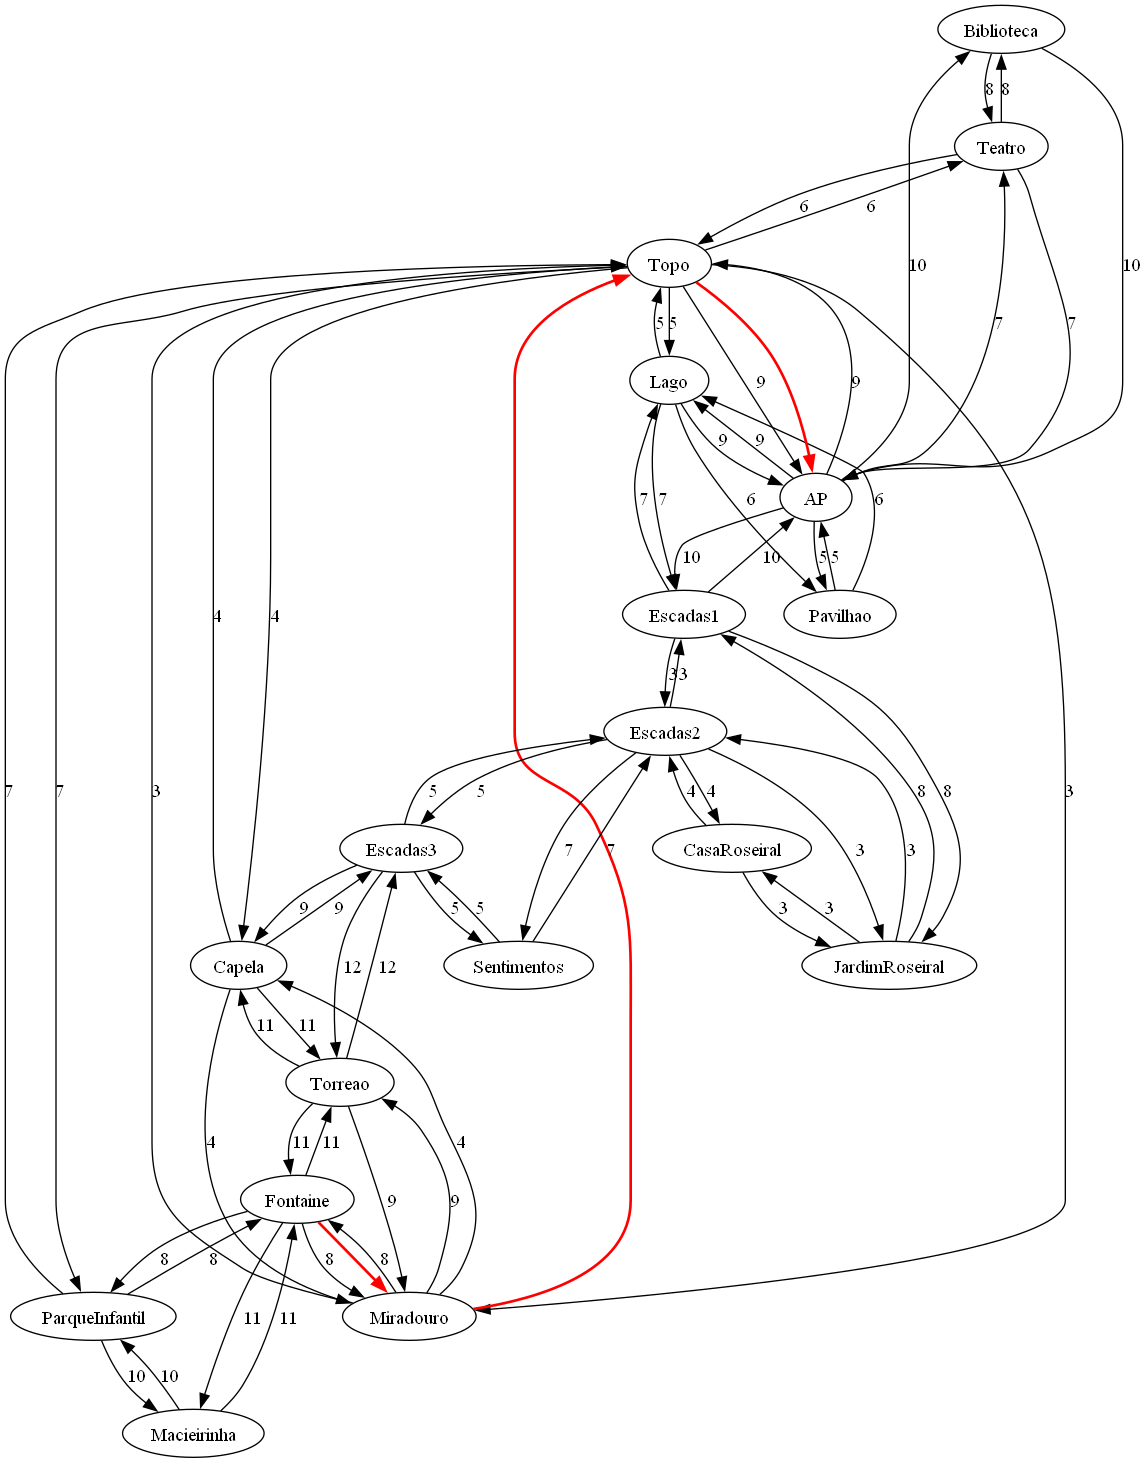 Biblioteca
8 8
Teatro
6 6
Topo
10 7 7 10
5 5
Lago
9 9
9 9
AP
7 7 6 6
10 10 5 5
Escadas1 Pavilhao
4 4
3 3
Escadas2
7 7 3 5 5 4 4 8 8 3
Escadas3 7 7 CasaRoseiral 3 3
9 9 5 5 3 3
Capela Sentimentos JardimRoseiral
12 12
11 11
Torreao
4 11 11 4
9 9
Fontaine
8 8 8 8
ParqueInfantil Miradouro
11 11
10 10
Macieirinha